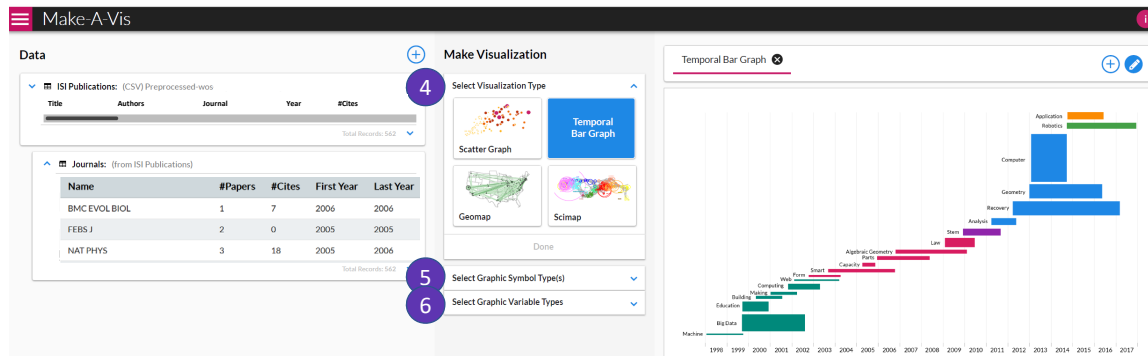 Make-A-Vis
i
Data
ISI Publications: (CSV) Preprocessed-wos
Title Authors Journal Year #Cites
Total Records: 562
Journals: (from ISI Publications)
Name #Papers #Cites First Year Last Year
BMC EVOL BIOL 1 7 2006 2006
FEBS J 2 0 2005 2005
NAT PHYS 3 18 2005 2006
Total Records: 562
Make Visualization
4
Select Visualization Type
Scatter Graph
Temporal
Bar Graph
Geomap
Scimap
Done
5
Select Graphic Symbol Type(s)
6
Select Graphic Variable Types
Temporal Bar Graph
Application
Robotics
Computer
Geometry
Recovery
Analysis
Stem
Law
Algebraic Geometry
Parts
Capacity
Smart
Form
Web
Computing
Making
Building
Education
Big Data
Machine
1998 1999 2000 2001 2002 2003 2004 2005 2006 2007 2008 2009 2010 2011 2012 2013 2014 2015 2016 2017